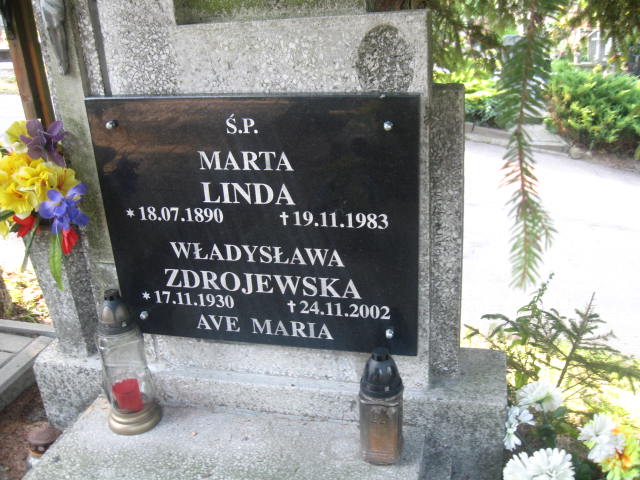 Ś.P.
MARTA
LINDA
* 18.07.1890 † 19.11.1983
WŁADYSŁAWA
ZDROJEWSKA
* 17.11.1930 † 24.11.2002
AVE MARIA